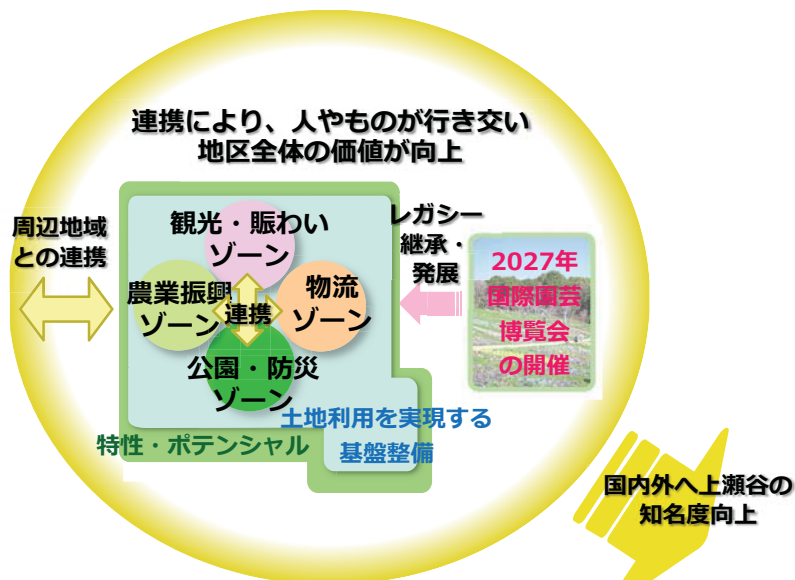 連携により、人やものが行き交い
地区全体の価値が向上
周辺地域
との連携
観光・賑わい
ゾーン
農業振興
ゾーン
連携
物流
ゾーン
公園・防災
ゾーン
レガシー
継承・
発展
2027年
国際園芸
博覧会
の開催
土地利用を実現する
基盤整備
特性・ポテンシャル
国内外へ上瀬谷の
知名度向上